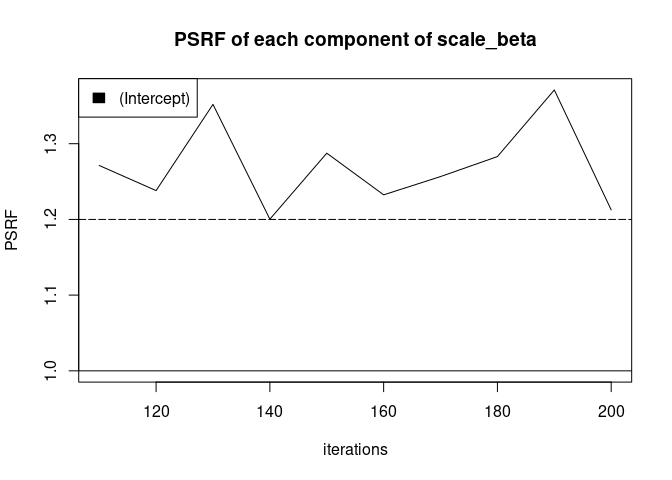 PSRF of each component of scale_beta
(Intercept)
1.3
1.2
1.1
1.0
PSRF
120 140 160 180 200
iterations